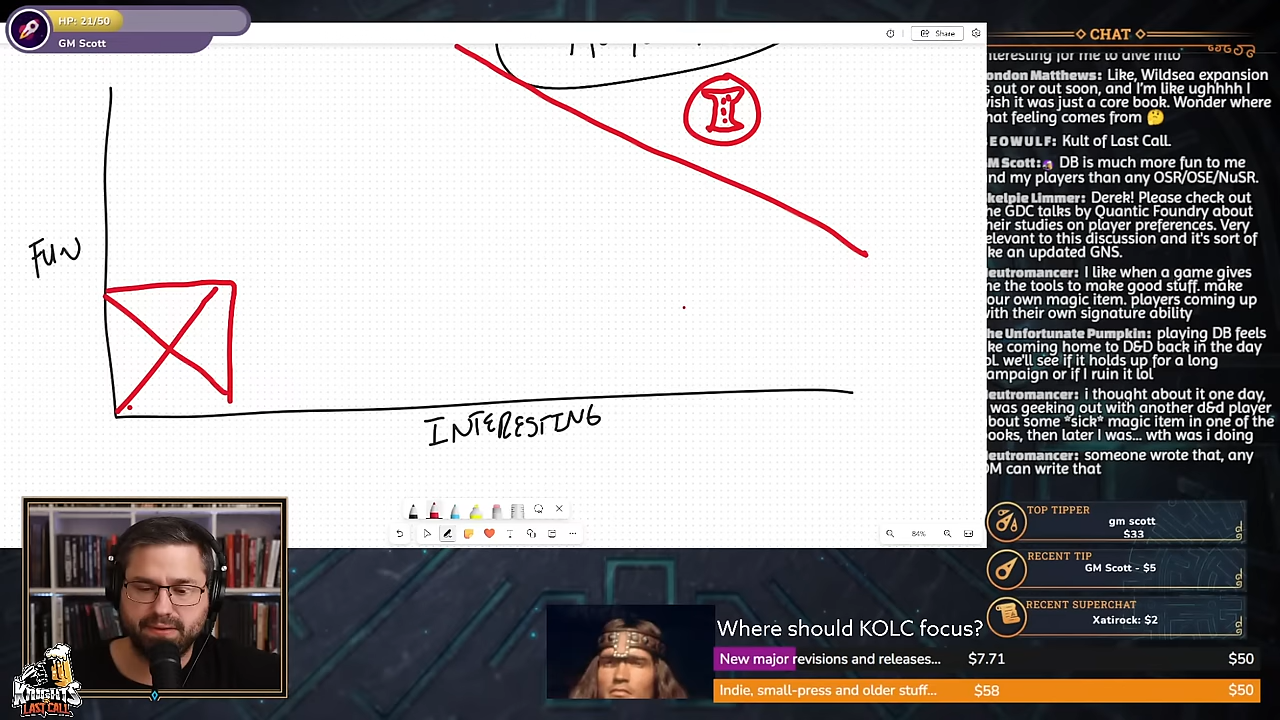 HP: 21/50
GM Scott
Share
FUN
I
INTERESTING
84%
CHAT
nteresting for me to dive into
ondon Matthews: Like, Wildsea expansion
s out or out soon, and I'm like ughhhh I
vish it was just a core book. Wonder where
hat feeling comes from 🤔
EOWULF: Kult of Last Call.
M Scott: DB is much more fun to me
nd my players than any OSR/OSE/NuSR.
kelpie Limmer: Derek! Please check out
he GDC talks by Quantic Foundry about
heir studies on player preferences. Very
elevant to this discussion and it's sort of
ke an updated GNS.
eutromancer: I like when a game gives
he the tools to make good stuff. make
our own magic item. players coming up
vith their own signature ability
he Unfortunate Pumpkin: playing DB feels
ke coming home to D&D back in the day
ol. we'll see if it holds up for a long
ampaign or if I ruin it lol
eutromancer: i thought about it one day,
was geeking out with another d&d player
bout some *sick* magic item in one of the
ooks, then later I was... wth was i doing
eutromancer: someone wrote that, any
DM can write that
TOP TIPPER
gm scott
$33
RECENT TIP
GM Scott - $5
RECENT SUPERCHAT
Xatirock: $2
Where should KOLC focus?
New major revisions and releases... $7.71 $50
Indie, small-press and older stuff... $58 $50
KNIGHTS
LAST CALL